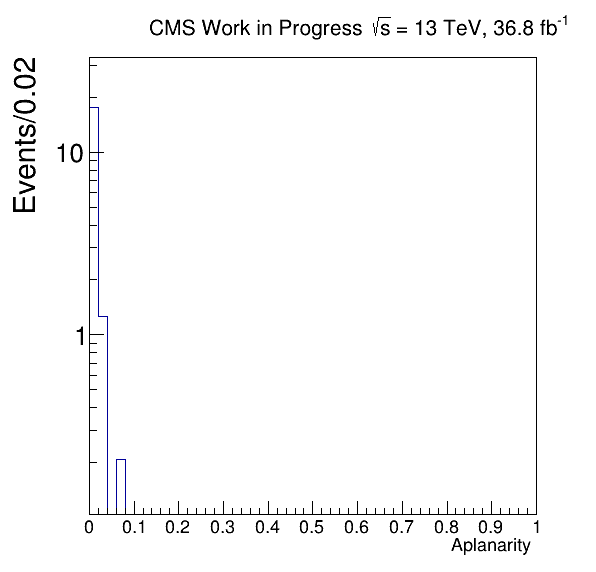 CMS Work in Progress √s = 13 TeV, 36.8 fb⁻¹
Events/0.02
10
1
0 0.1 0.2 0.3 0.4 0.5 0.6 0.7 0.8 0.9 1
Aplanarity